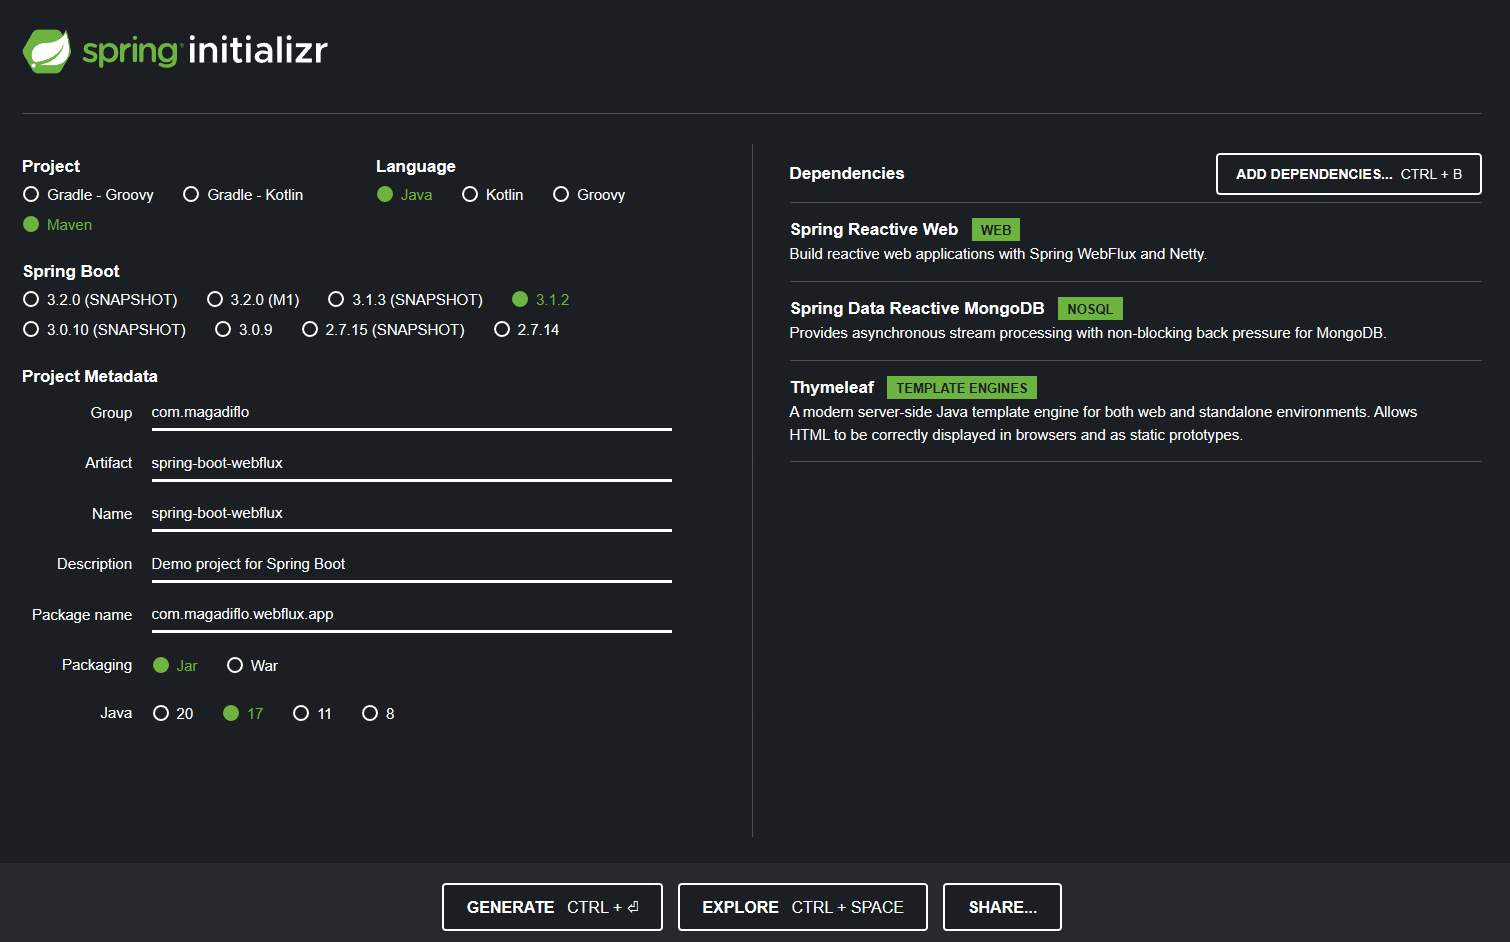 spring initializr
Project
Gradle - Groovy Gradle - Kotlin
Maven
Language
Java Kotlin Groovy
Spring Boot
3.2.0 (SNAPSHOT) 3.2.0 (M1) 3.1.3 (SNAPSHOT) 3.1.2
3.0.10 (SNAPSHOT) 3.0.9 2.7.15 (SNAPSHOT) 2.7.14
Project Metadata
Group com.magadiflo
Artifact spring-boot-webflux
Name spring-boot-webflux
Description Demo project for Spring Boot
Package name com.magadiflo.webflux.app
Packaging Jar War
Java 20 17 11 8
Dependencies ADD DEPENDENCIES... CTRL + B
Spring Reactive Web WEB
Build reactive web applications with Spring WebFlux and Netty.
Spring Data Reactive MongoDB NOSQL
Provides asynchronous stream processing with non-blocking back pressure for MongoDB.
Thymeleaf TEMPLATE ENGINES
A modern server-side Java template engine for both web and standalone environments. Allows
HTML to be correctly displayed in browsers and as static prototypes.
GENERATE CTRL + ⏎ EXPLORE CTRL + SPACE SHARE...